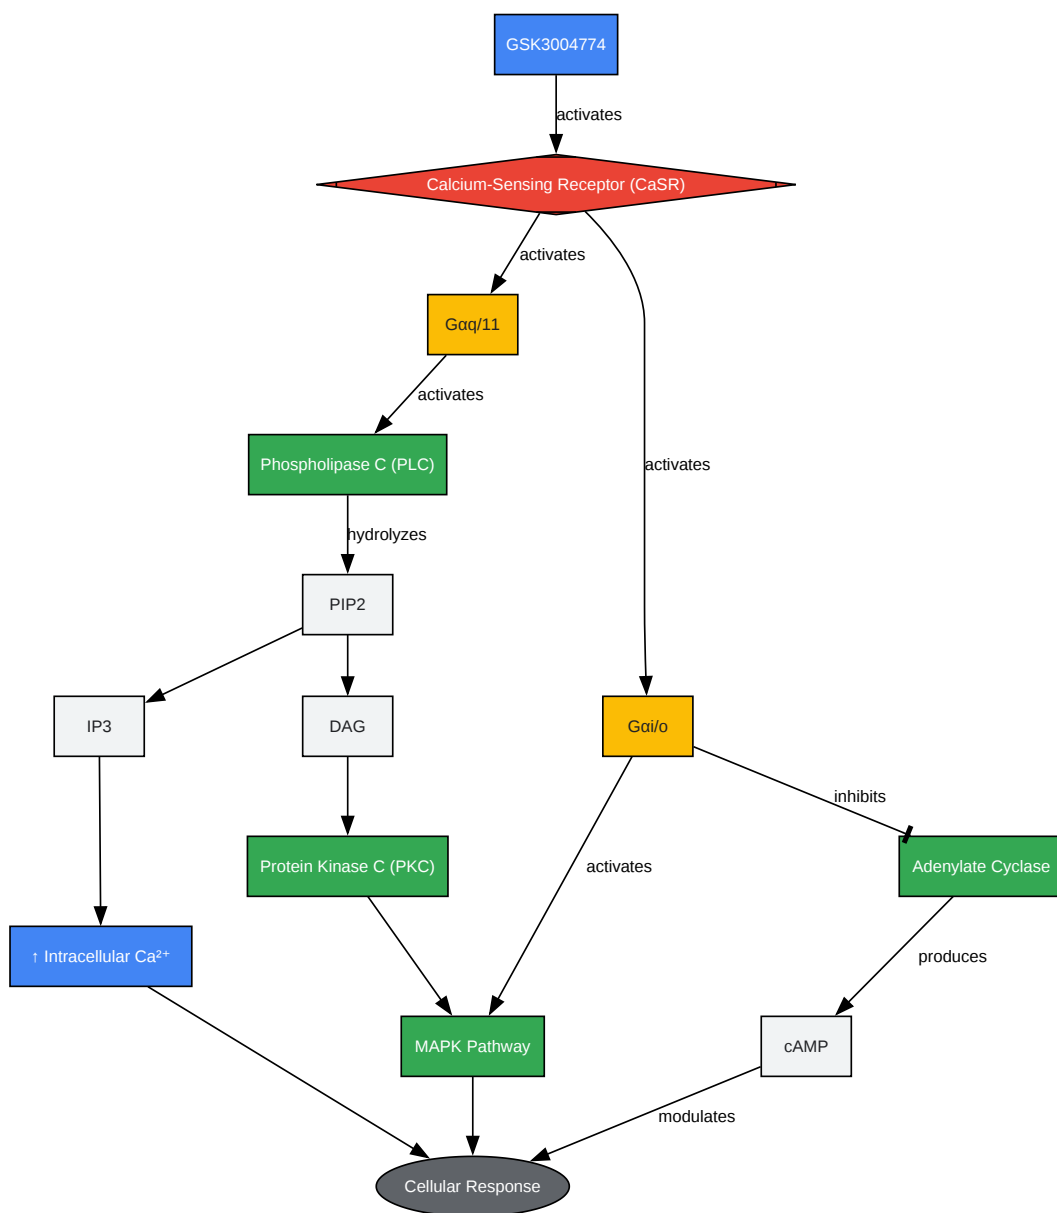 GSK3004774
activates
Calcium-Sensing Receptor (CaSR)
activates
Gαq/11
activates
Phospholipase C (PLC)
activates
hydrolyzes
PIP2
IP3
DAG
Gαi/o
inhibits
Protein Kinase C (PKC)
activates
Adenylate Cyclase
↑ Intracellular Ca²⁺
produces
MAPK Pathway
cAMP
modulates
Cellular Response